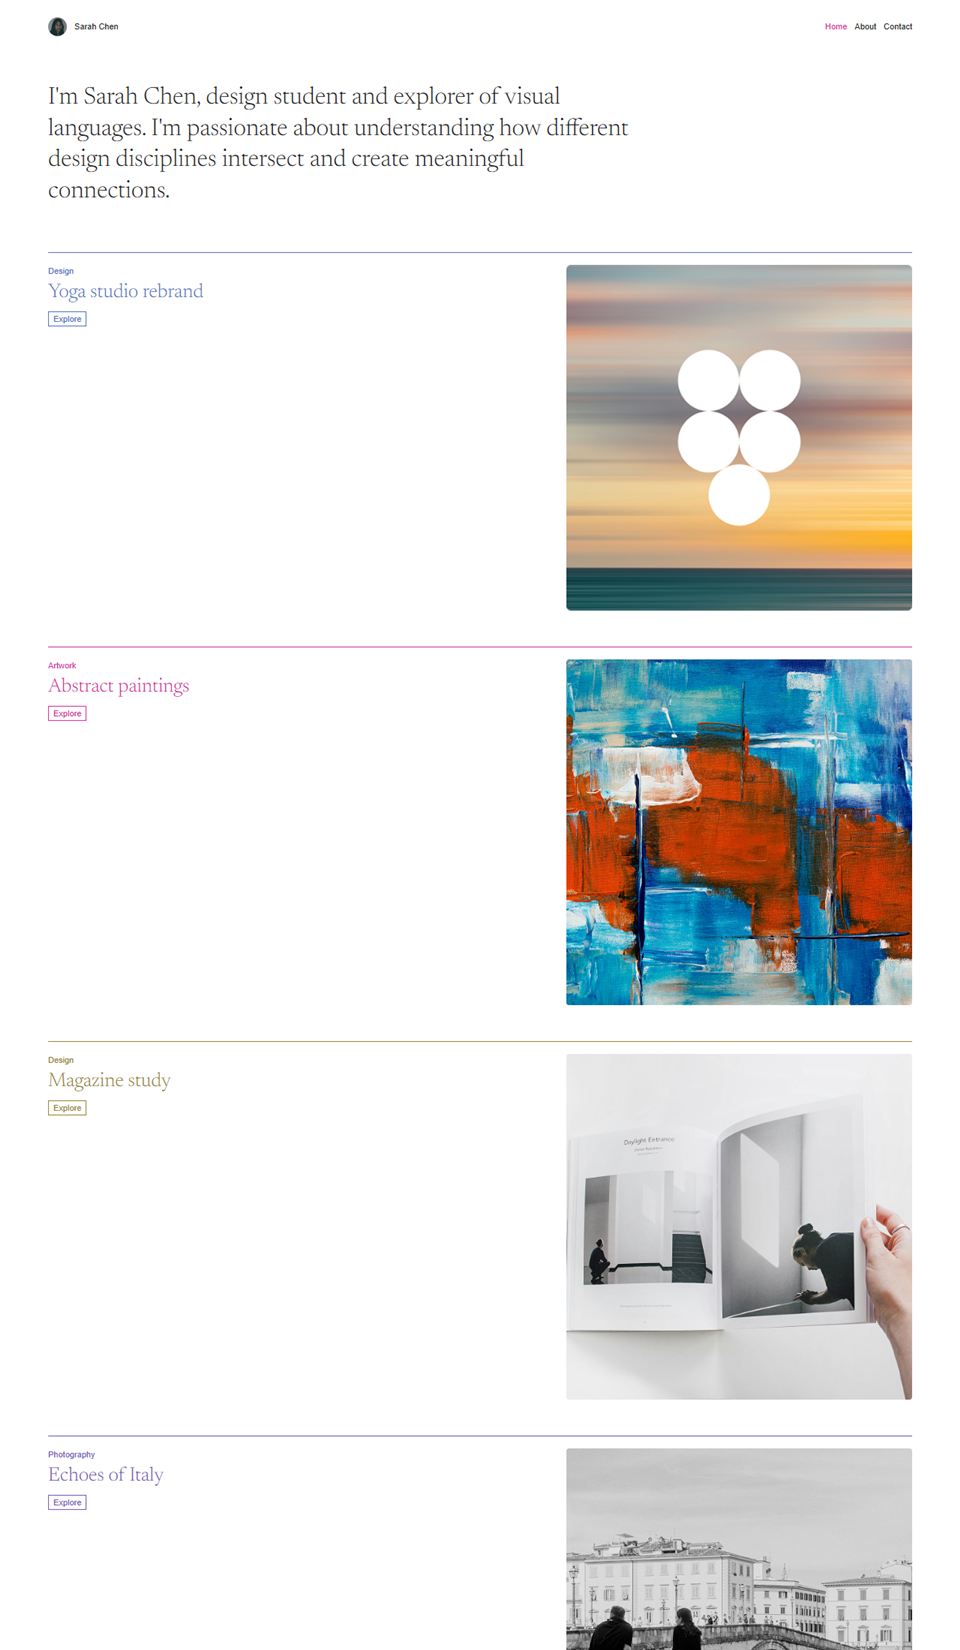 Sarah Chen
Home About Contact
I'm Sarah Chen, design student and explorer of visual
languages. I'm passionate about understanding how different
design disciplines intersect and create meaningful
connections.
Design
Yoga studio rebrand
Explore
Artwork
Abstract paintings
Explore
Design
Magazine study
Explore
Daylight Entrance
Photography
Echoes of Italy
Explore